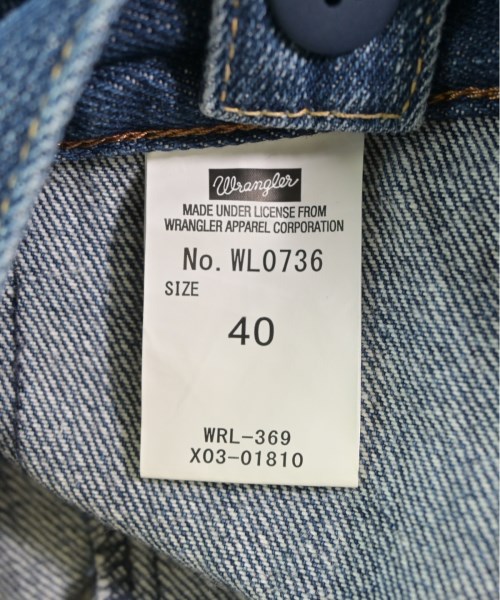 Wrangler
MADE UNDER LICENSE FROM
WRANGLER APPAREL CORPORATION
No. WL0736
SIZE
40
WRL-369
X03-01810